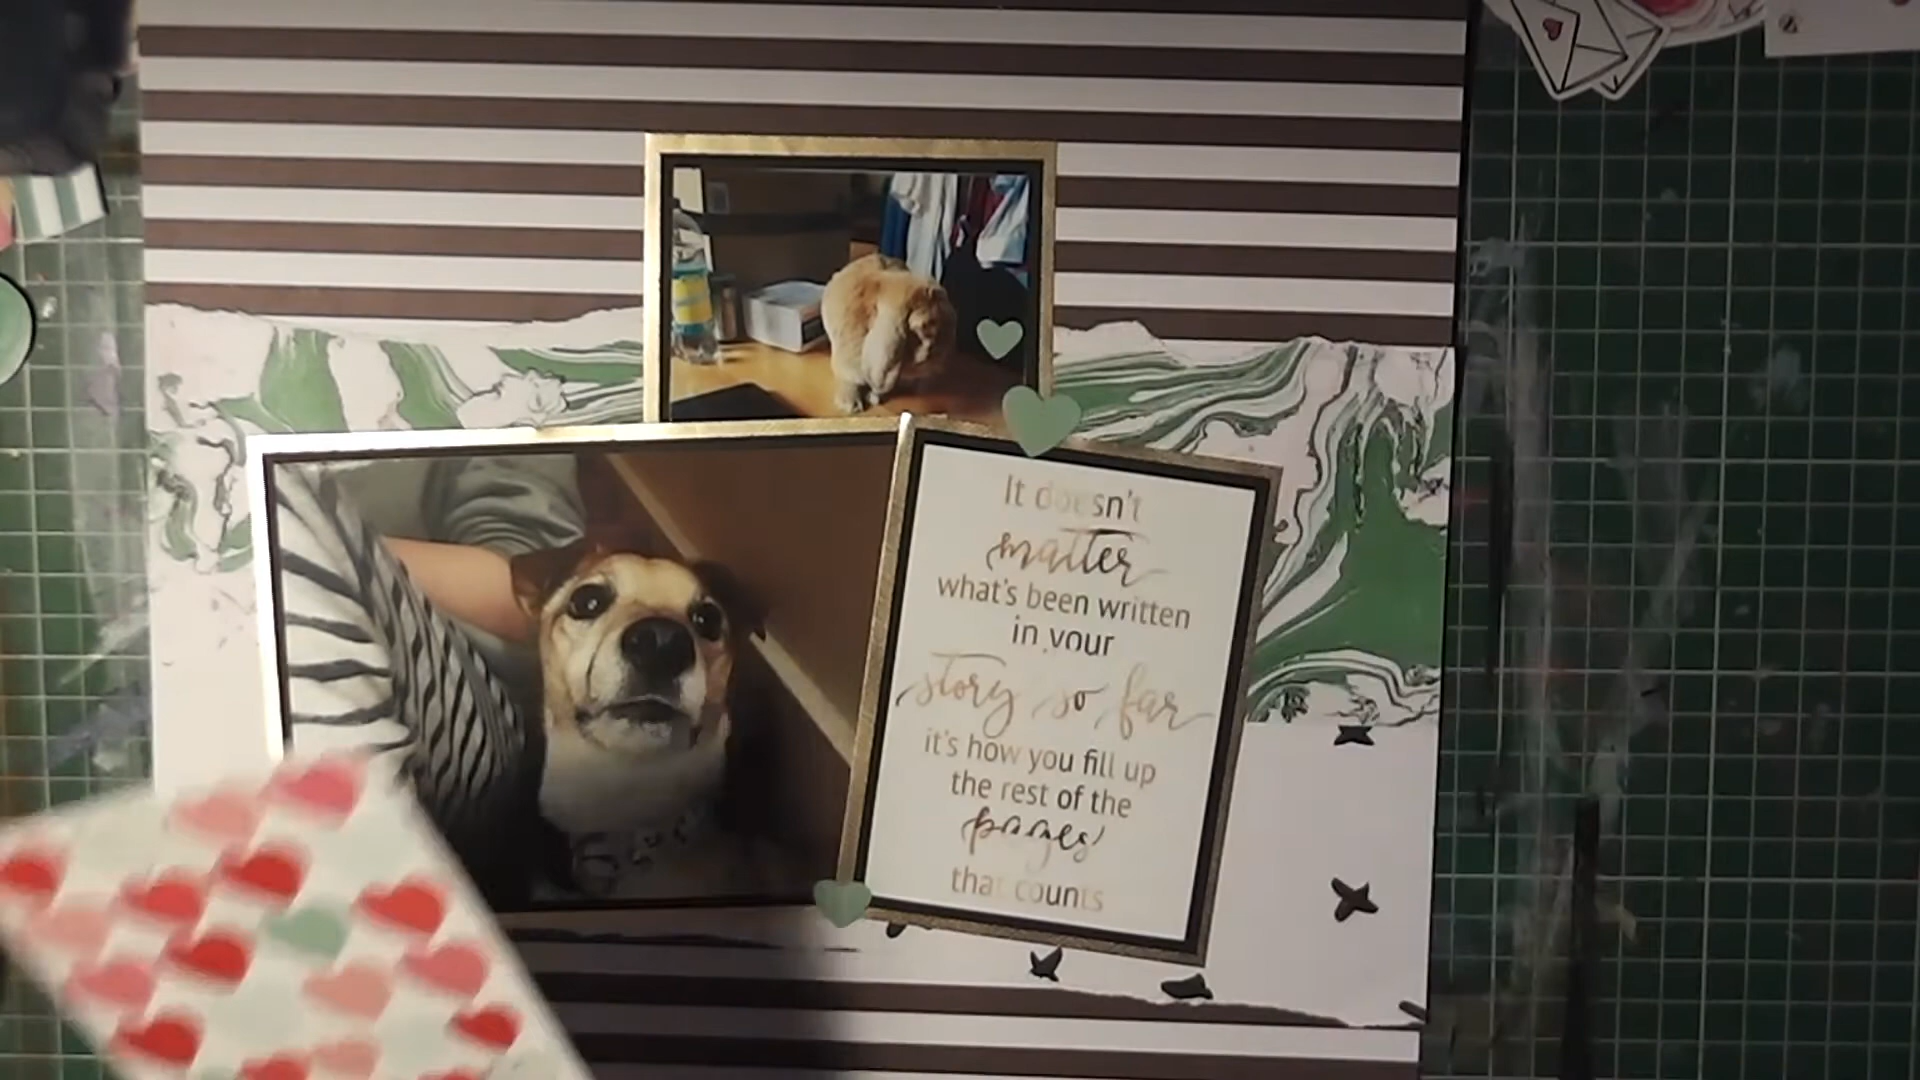 It doesn't
matter
what's been written
in your
story so far
it's how you fill up
the rest of the
pages
that counts